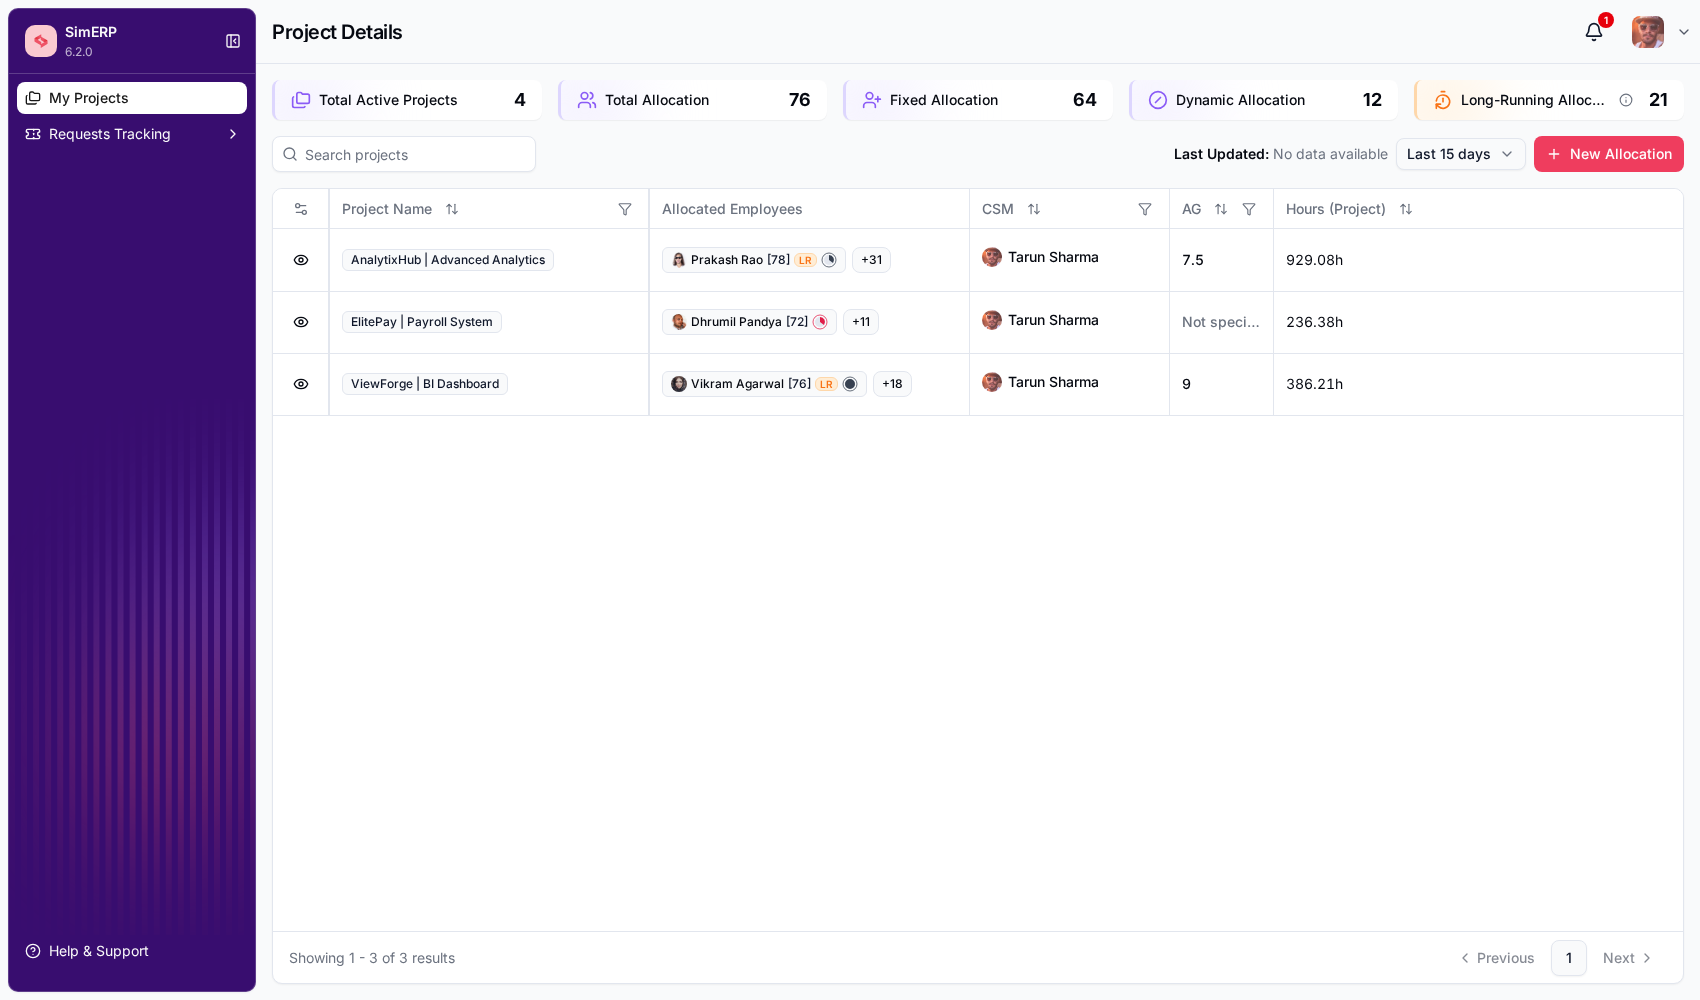 SimERP
6.2.0
My Projects
Requests Tracking
Help & Support
Project Details
1
Total Active Projects 4
Total Allocation 76
Fixed Allocation 64
Dynamic Allocation 12
Long-Running Alloc... 21
Search projects
Last Updated: No data available
Last 15 days
New Allocation
Project Name Allocated Employees CSM AG Hours (Project)
AnalytixHub | Advanced Analytics Prakash Rao [78] LR +31 Tarun Sharma 7.5 929.08h
ElitePay | Payroll System Dhrumil Pandya [72] +11 Tarun Sharma Not speci... 236.38h
ViewForge | BI Dashboard Vikram Agarwal [76] LR +18 Tarun Sharma 9 386.21h
Showing 1 - 3 of 3 results
Previous 1 Next